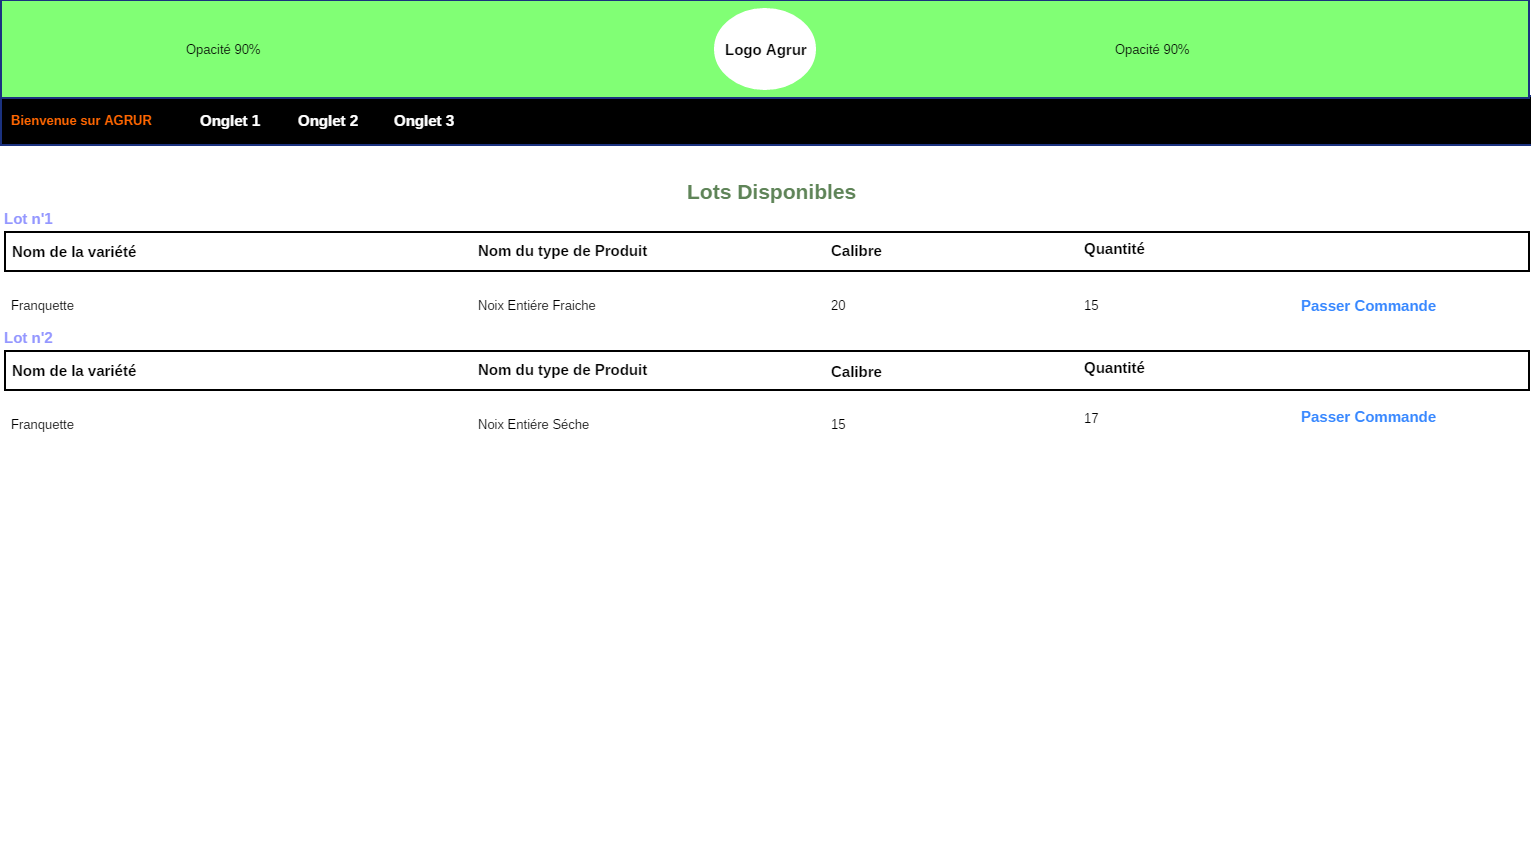 Opacité 90% Logo Agrur Opacité 90%
Bienvenue sur AGRUR Onglet 1 Onglet 2 Onglet 3
Lots Disponibles
Lot n'1
Nom de la variété Nom du type de Produit Calibre Quantité
Franquette Noix Entiére Fraiche 20 15 Passer Commande
Lot n'2
Nom de la variété Nom du type de Produit Calibre Quantité
Franquette Noix Entiére Séche 15 17 Passer Commande